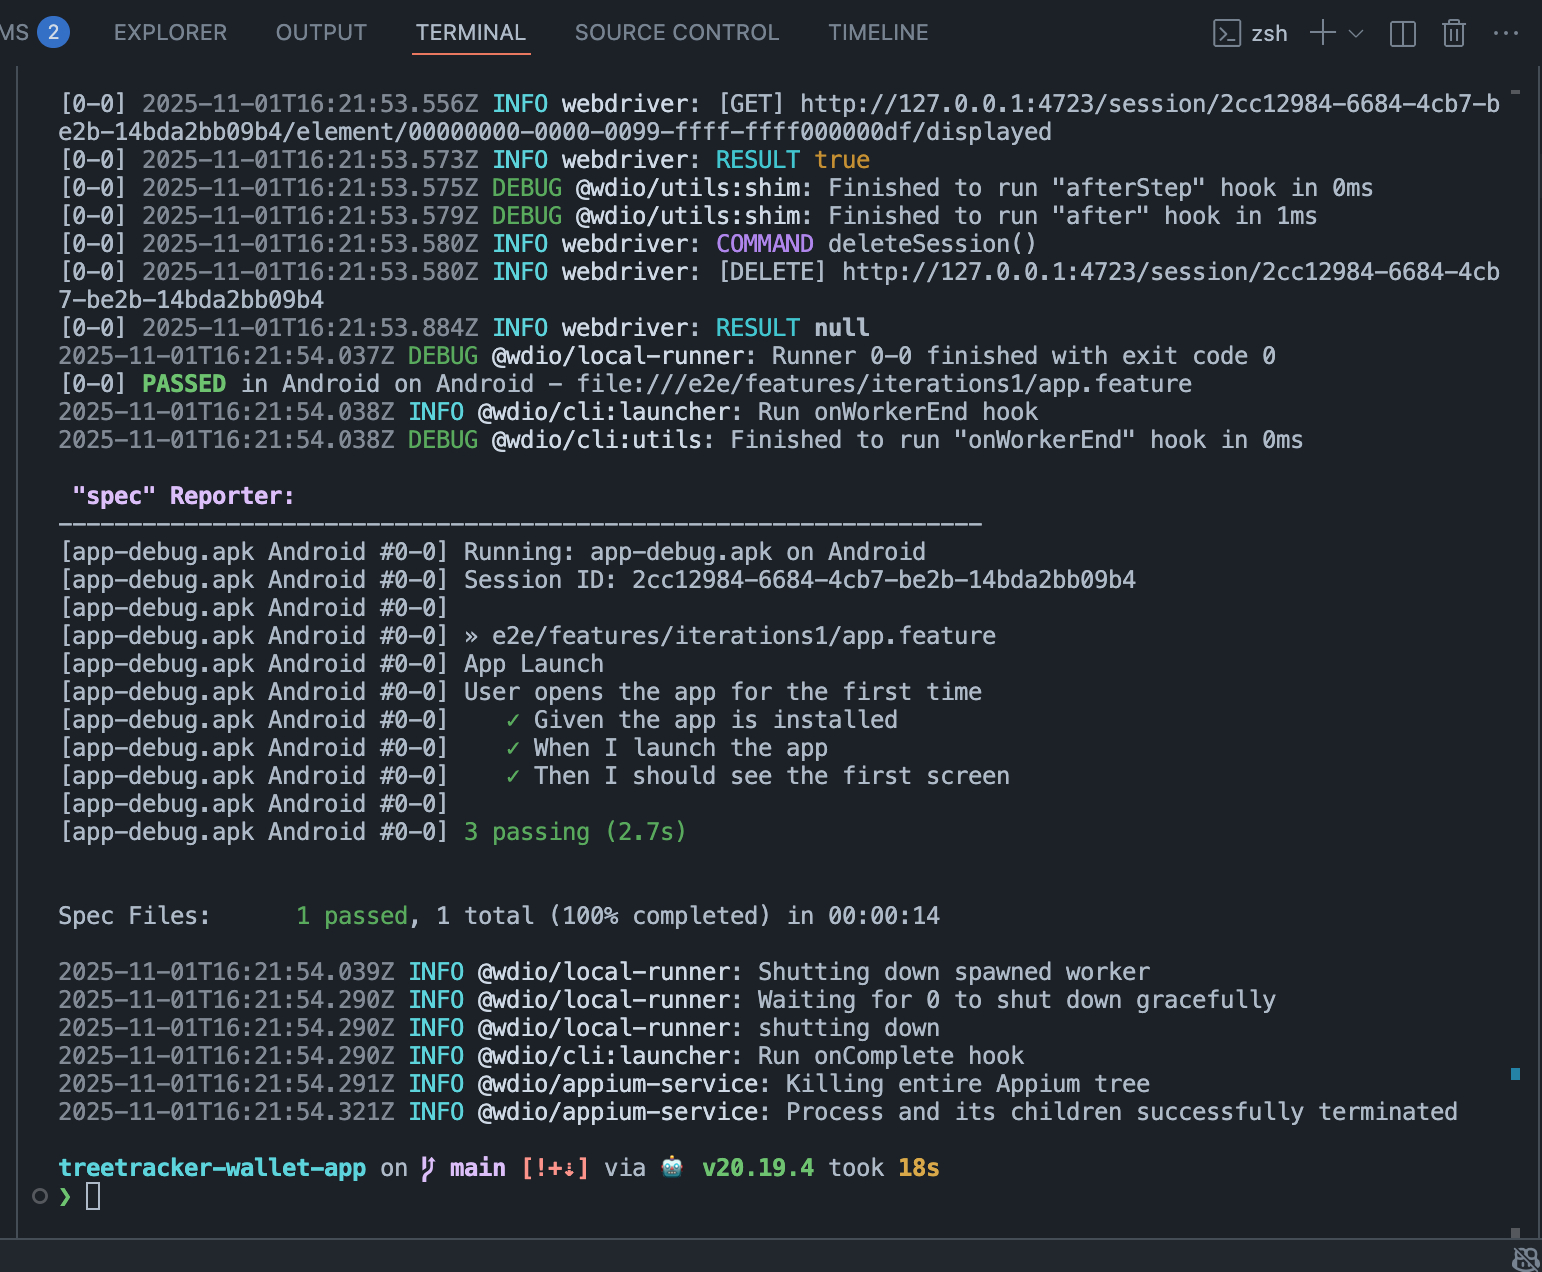 MS 2 EXPLORER OUTPUT TERMINAL SOURCE CONTROL TIMELINE zsh
[0-0] 2025-11-01T16:21:53.556Z INFO webdriver: [GET] http://127.0.0.1:4723/session/2cc12984-6684-4cb7-b
e2b-14bda2bb09b4/element/00000000-0000-0099-ffff-ffff000000df/displayed
[0-0] 2025-11-01T16:21:53.573Z INFO webdriver: RESULT true
[0-0] 2025-11-01T16:21:53.575Z DEBUG @wdio/utils:shim: Finished to run "afterStep" hook in 0ms
[0-0] 2025-11-01T16:21:53.579Z DEBUG @wdio/utils:shim: Finished to run "after" hook in 1ms
[0-0] 2025-11-01T16:21:53.580Z INFO webdriver: COMMAND deleteSession()
[0-0] 2025-11-01T16:21:53.580Z INFO webdriver: [DELETE] http://127.0.0.1:4723/session/2cc12984-6684-4cb
7-be2b-14bda2bb09b4
[0-0] 2025-11-01T16:21:53.884Z INFO webdriver: RESULT null
2025-11-01T16:21:54.037Z DEBUG @wdio/local-runner: Runner 0-0 finished with exit code 0
[0-0] PASSED in Android on Android - file:///e2e/features/iterations1/app.feature
2025-11-01T16:21:54.038Z INFO @wdio/cli:launcher: Run onWorkerEnd hook
2025-11-01T16:21:54.038Z DEBUG @wdio/cli:utils: Finished to run "onWorkerEnd" hook in 0ms
"spec" Reporter:
------------------------------------------------------------------
[app-debug.apk Android #0-0] Running: app-debug.apk on Android
[app-debug.apk Android #0-0] Session ID: 2cc12984-6684-4cb7-be2b-14bda2bb09b4
[app-debug.apk Android #0-0]
[app-debug.apk Android #0-0] » e2e/features/iterations1/app.feature
[app-debug.apk Android #0-0] App Launch
[app-debug.apk Android #0-0] User opens the app for the first time
[app-debug.apk Android #0-0]    ✓ Given the app is installed
[app-debug.apk Android #0-0]    ✓ When I launch the app
[app-debug.apk Android #0-0]    ✓ Then I should see the first screen
[app-debug.apk Android #0-0]
[app-debug.apk Android #0-0] 3 passing (2.7s)
Spec Files:      1 passed, 1 total (100% completed) in 00:00:14
2025-11-01T16:21:54.039Z INFO @wdio/local-runner: Shutting down spawned worker
2025-11-01T16:21:54.290Z INFO @wdio/local-runner: Waiting for 0 to shut down gracefully
2025-11-01T16:21:54.290Z INFO @wdio/local-runner: shutting down
2025-11-01T16:21:54.290Z INFO @wdio/cli:launcher: Run onComplete hook
2025-11-01T16:21:54.291Z INFO @wdio/appium-service: Killing entire Appium tree
2025-11-01T16:21:54.321Z INFO @wdio/appium-service: Process and its children successfully terminated
treetracker-wallet-app on main [!+⇣] via 🤖 v20.19.4 took 18s
❯